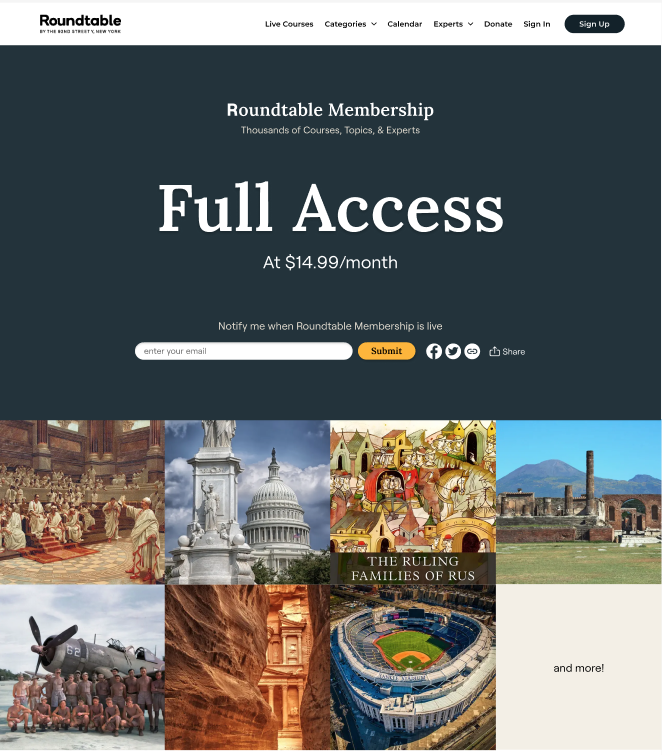 Roundtable
BY THE 92ND STREET Y, NEW YORK
Live Courses Categories Calendar Experts Donate Sign In Sign Up
Roundtable Membership
Thousands of Courses, Topics, & Experts
Full Access
At $14.99/month
Notify me when Roundtable Membership is live
enter your email Submit Share
THE RULING
FAMILIES OF RUS
62
and more!